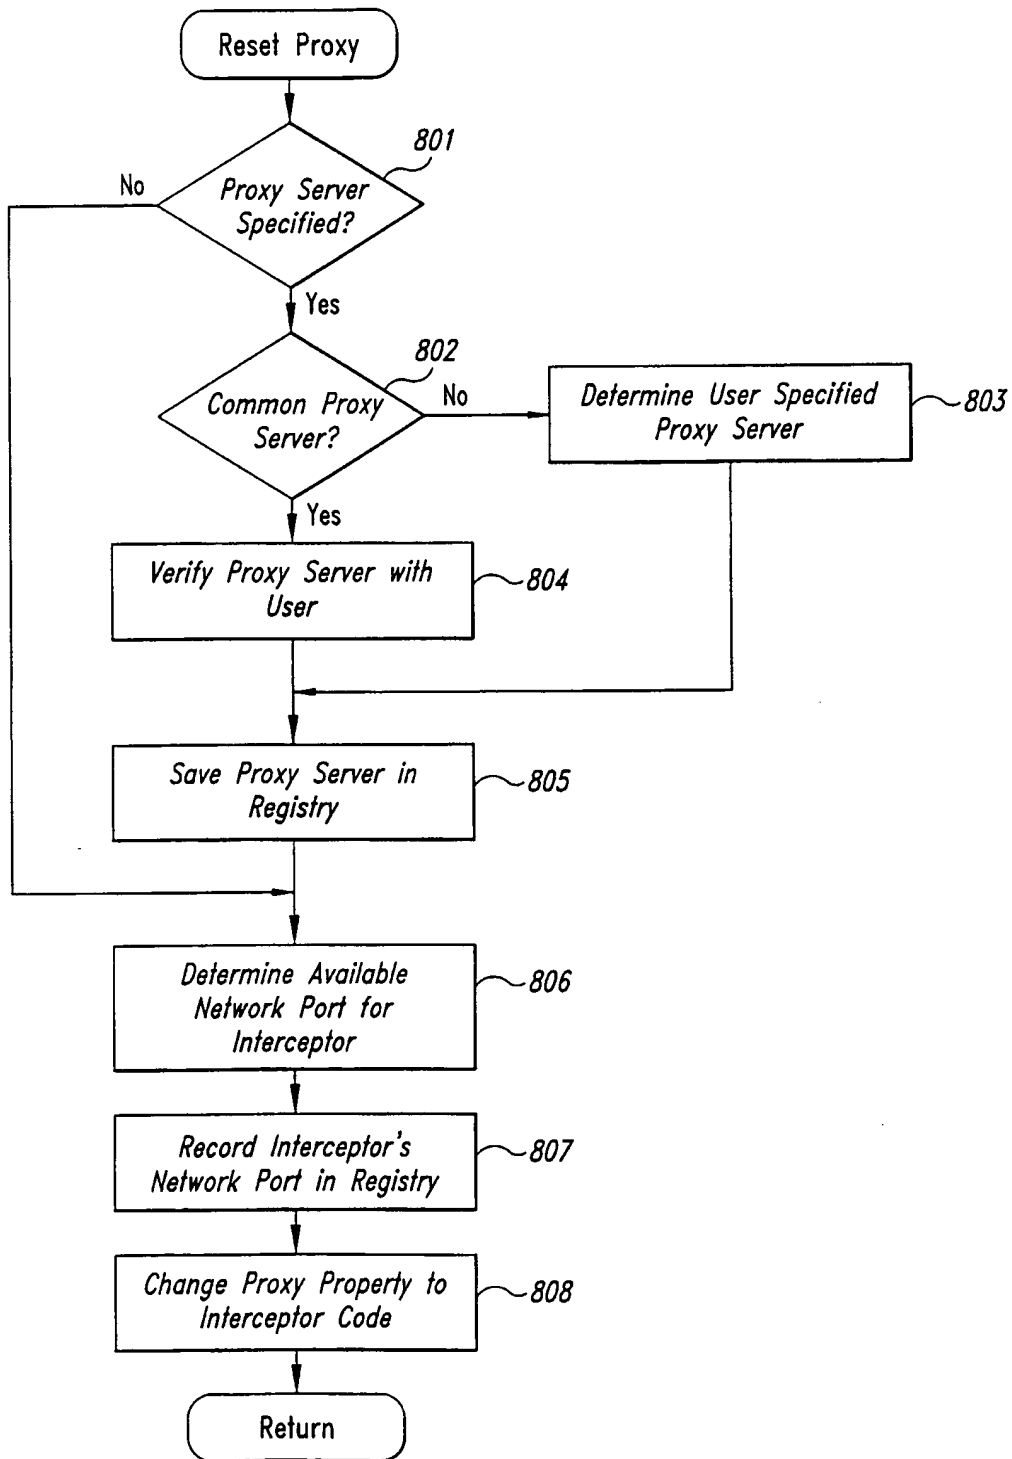 Reset Proxy
801
No
Proxy Server
Specified?
Yes
802
Common Proxy
Server?
No
Determine User Specified
Proxy Server
803
Yes
Verify Proxy Server with
User
804
Save Proxy Server in
Registry
805
Determine Available
Network Port for
Interceptor
806
Record Interceptor's
Network Port in Registry
807
Change Proxy Property to
Interceptor Code
808
Return